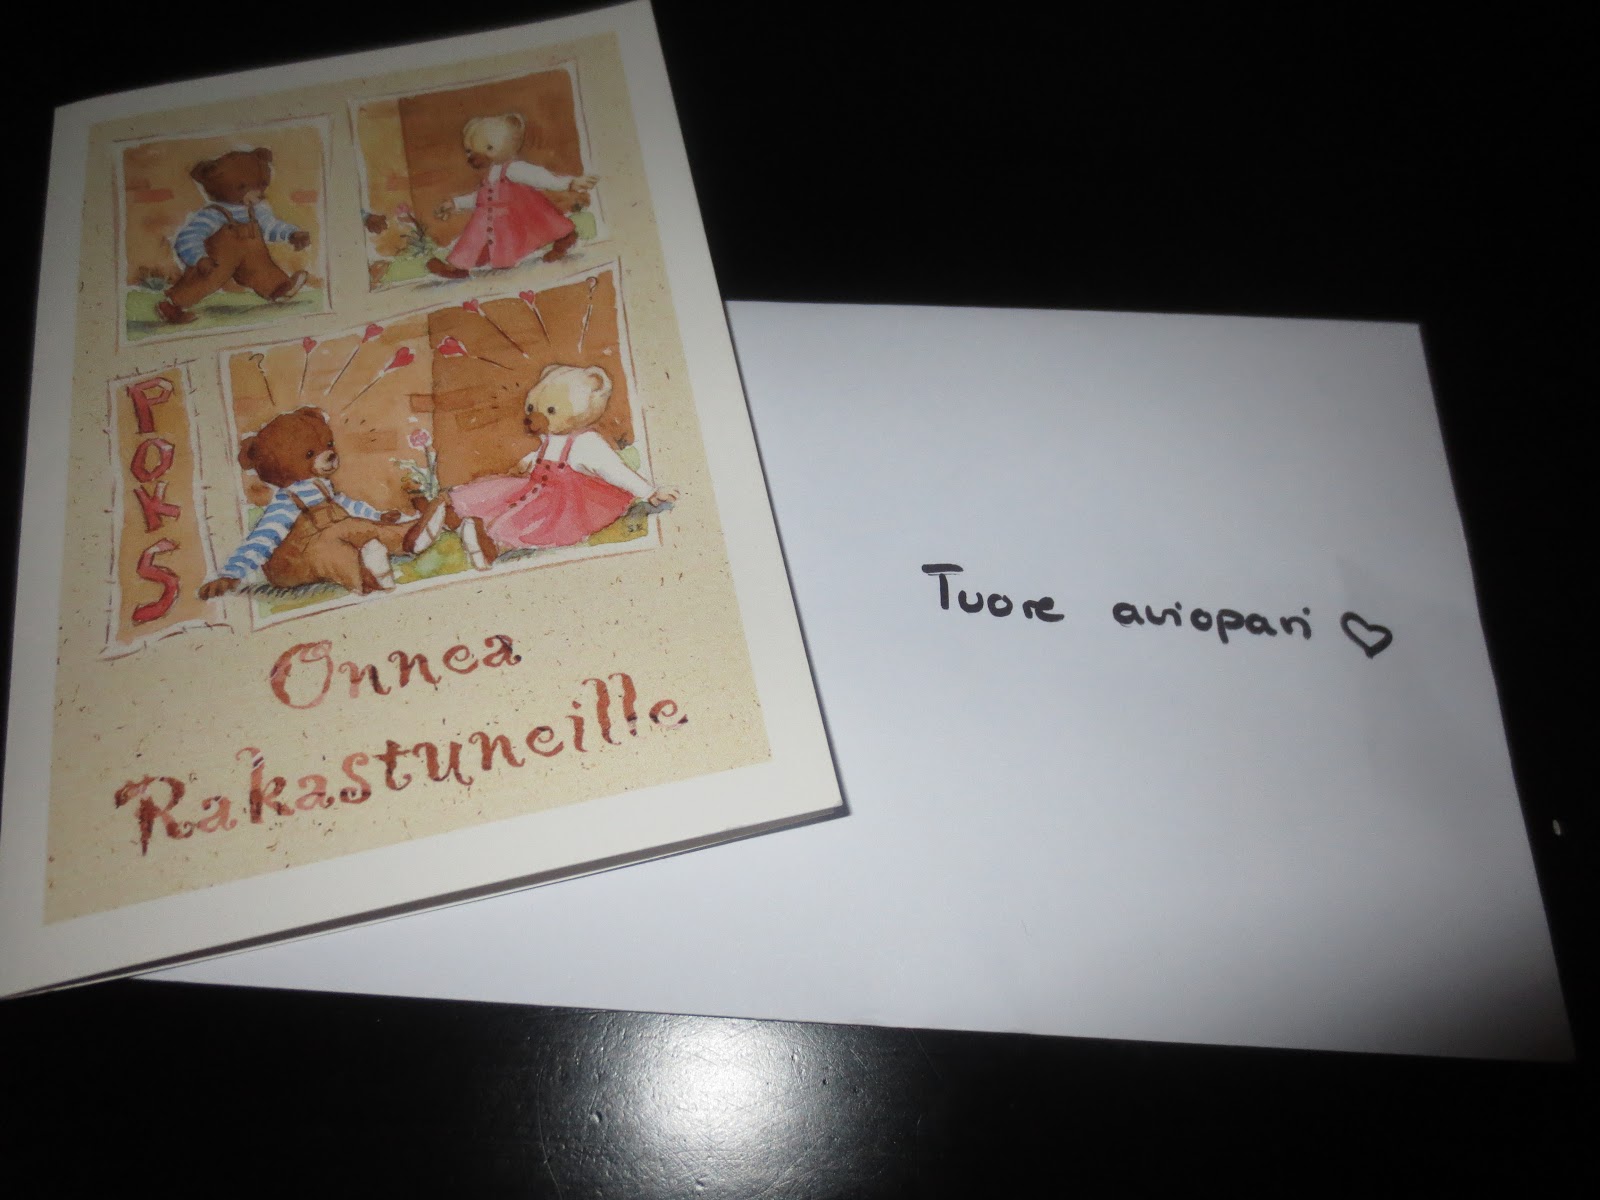 POKS
Onnea
Rakastuneille
Tuore aviopari ♡